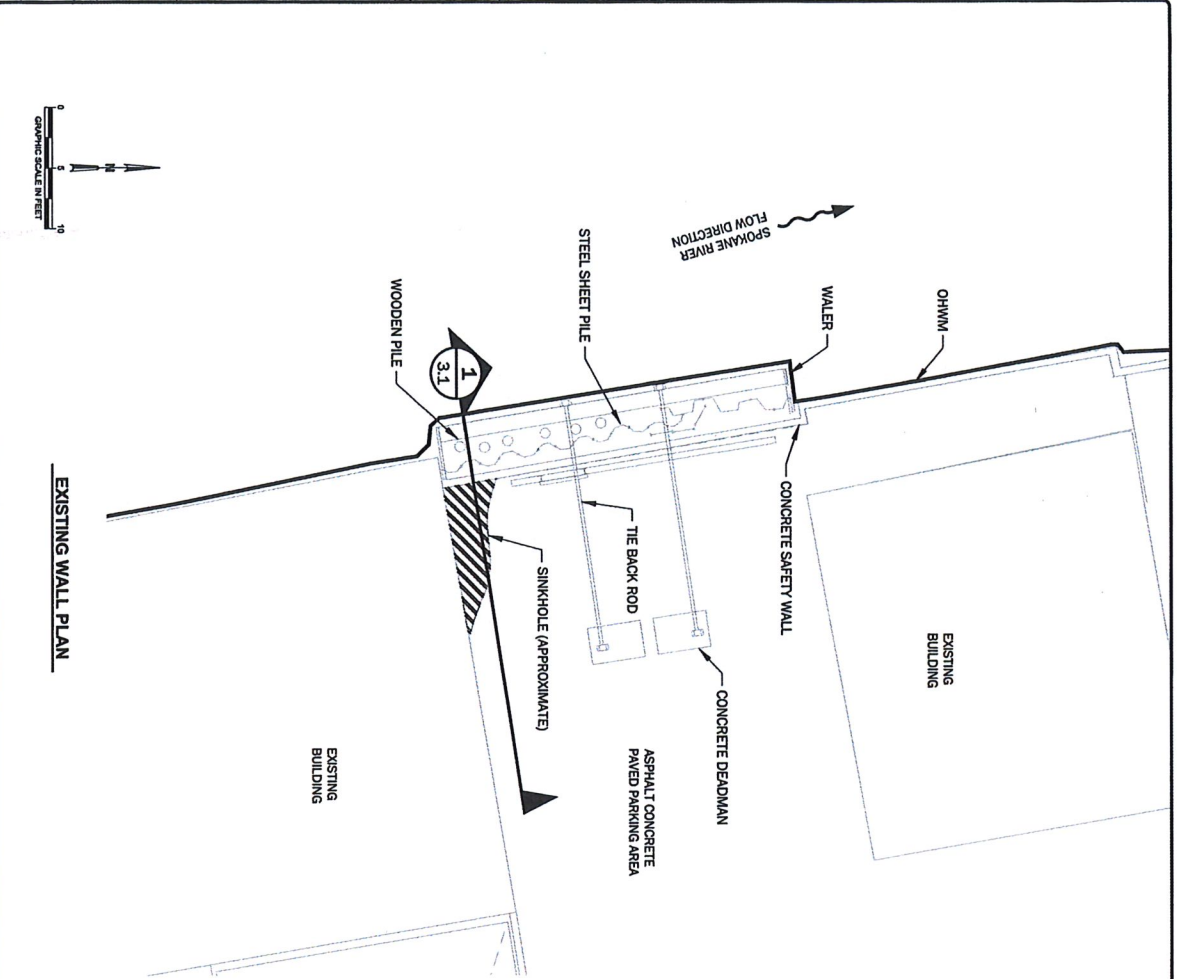 OHWM
WALER
SPOKANE RIVER
FLOW DIRECTION
STEEL SHEET PILE
WOODEN PILE
1
3.1
CONCRETE SAFETY WALL
TIE BACK ROD
SINKHOLE (APPROXIMATE)
CONCRETE DEADMAN
EXISTING
BUILDING
ASPHALT CONCRETE
PAVED PARKING AREA
EXISTING
BUILDING
N
0
5
10
GRAPHIC SCALE IN FEET
EXISTING WALL PLAN